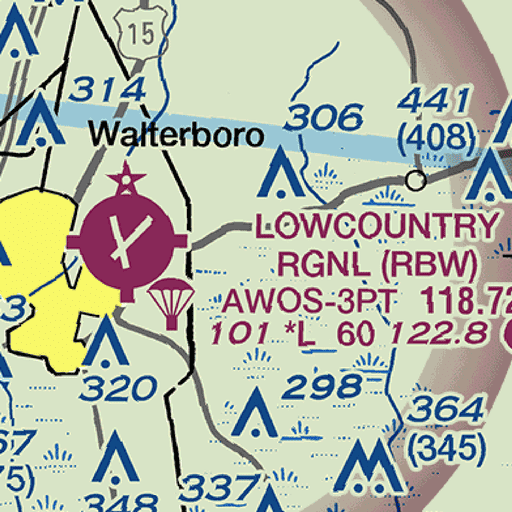 15
314
306
441
(408)
Walterboro
LOWCOUNTRY
RGNL (RBW)
AWOS-3PT 118.72
101 *L 60 122.8
320
298
364
(345)
337
348